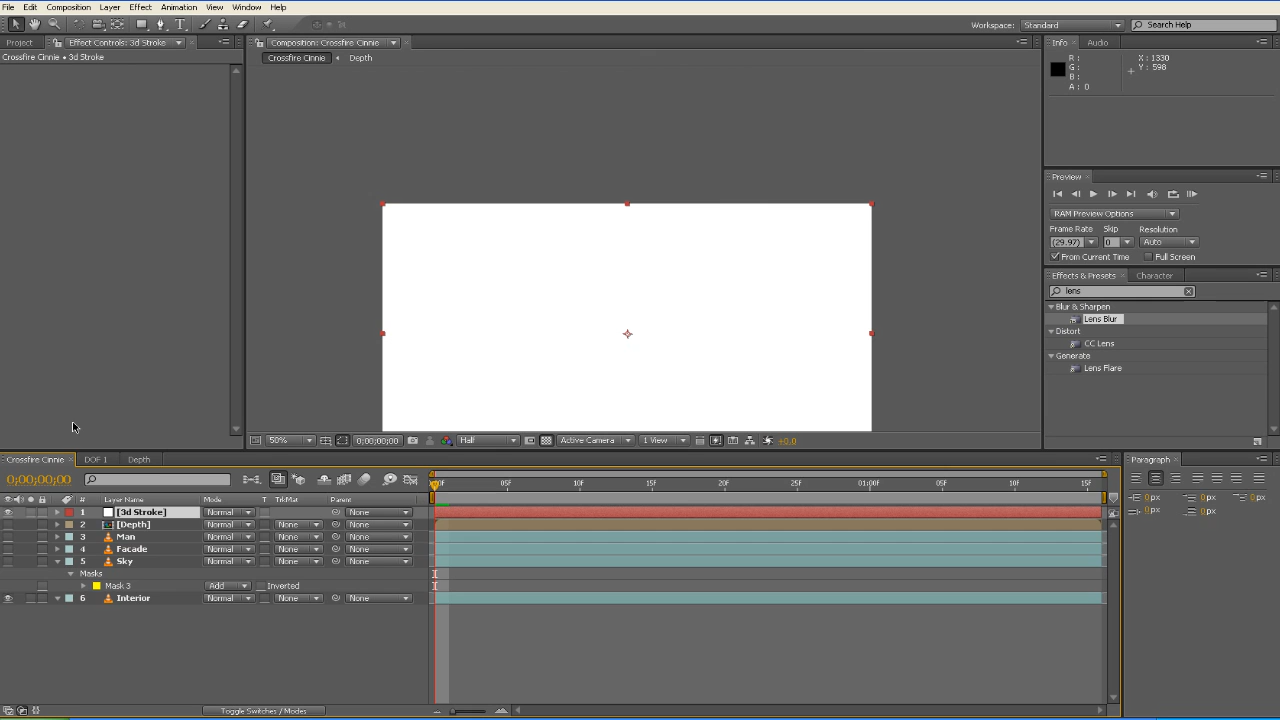 File Edit Composition Layer Effect Animation View Window Help
Workspace: Standard Search Help
Project Effect Controls: 3d Stroke Composition: Crossfire Cinnie Info Audio
Crossfire Cinnie • 3d Stroke Crossfire Cinnie Depth
R : X : 1330
G : Y : 598
B :
A : 0
Preview
RAM Preview Options
Frame Rate Skip Resolution
(29.97) 0 Auto
From Current Time Full Screen
Effects & Presets Character
lens
Blur & Sharpen
Lens Blur
Distort
CC Lens
Generate
Lens Flare
50% 0;00;00;00 Half Active Camera 1 View +0.0
Crossfire Cinnie DOF 1 Depth Paragraph
0;00;00;00
:00F 05F 10F 15F 20F 25F 01:00F 05F 10F 15F
# Layer Name Mode T TrkMat Parent
1 [3d Stroke] Normal None
2 [Depth] Normal None None
3 Man Normal None None
4 Facade Normal None None
5 Sky Normal None None
Masks
Mask 3 Add Inverted
6 Interior Normal None None
0 px 0 px 0 px
0 px 0 px
Toggle Switches / Modes